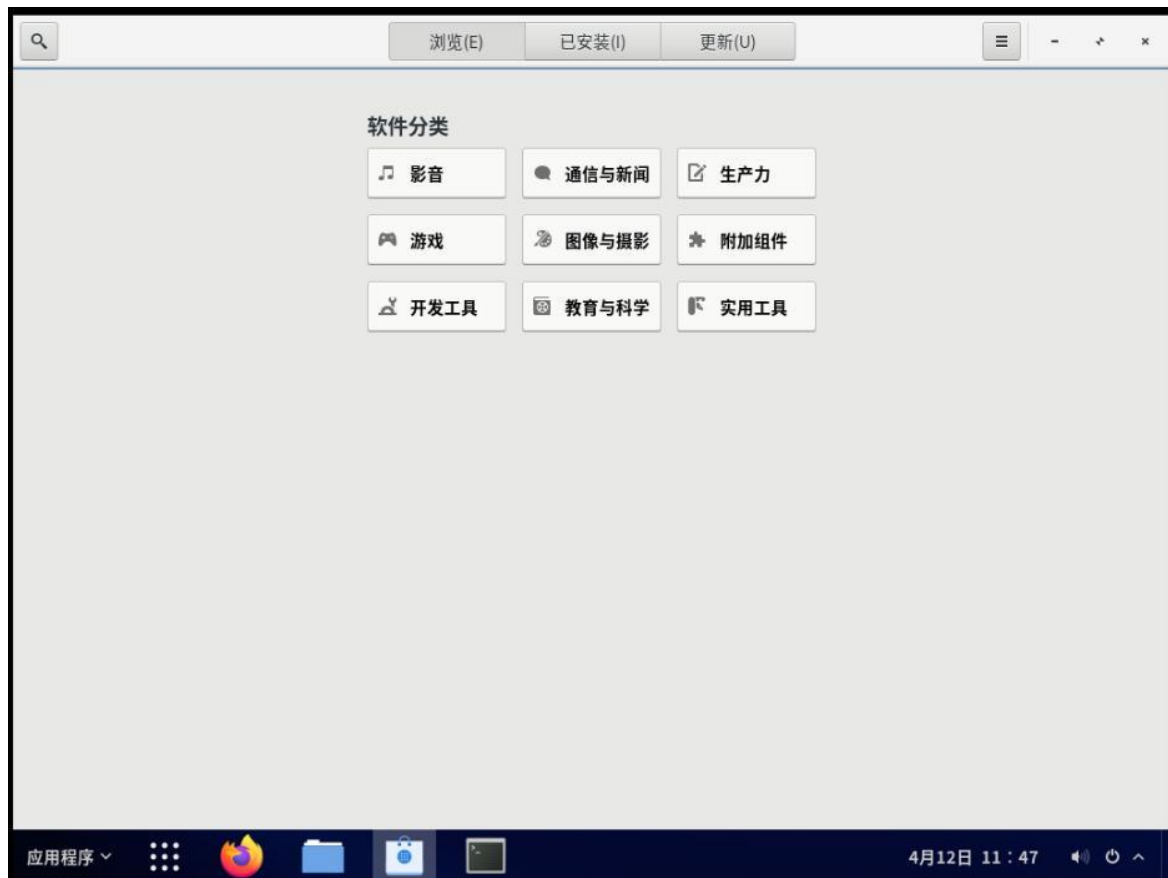 浏览(E) 已安装(I) 更新(U)
软件分类
影音 通信与新闻 生产力
游戏 图像与摄影 附加组件
开发工具 教育与科学 实用工具
应用程序 4月12日 11：47